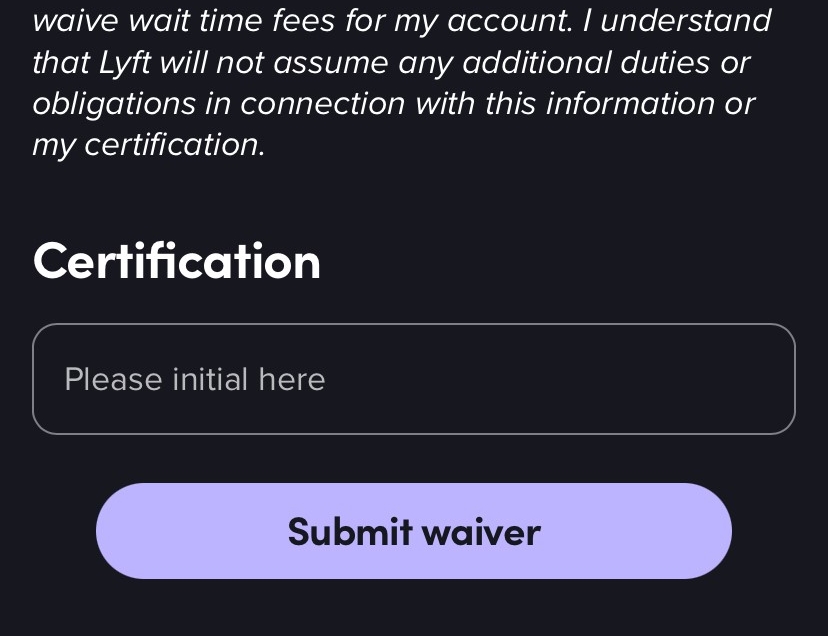 waive wait time fees for my account. I understand
that Lyft will not assume any additional duties or
obligations in connection with this information or
my certification.
Certification
Please initial here
Submit waiver